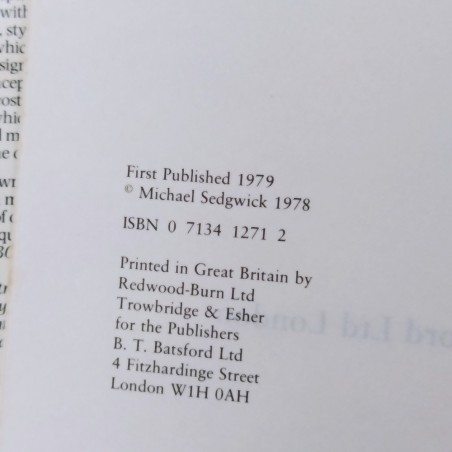 First Published 1979
© Michael Sedgwick 1978
ISBN 0 7134 1271 2
Printed in Great Britain by
Redwood-Burn Ltd
Trowbridge & Esher
for the Publishers
B. T. Batsford Ltd
4 Fitzhardinge Street
London W1H 0AH